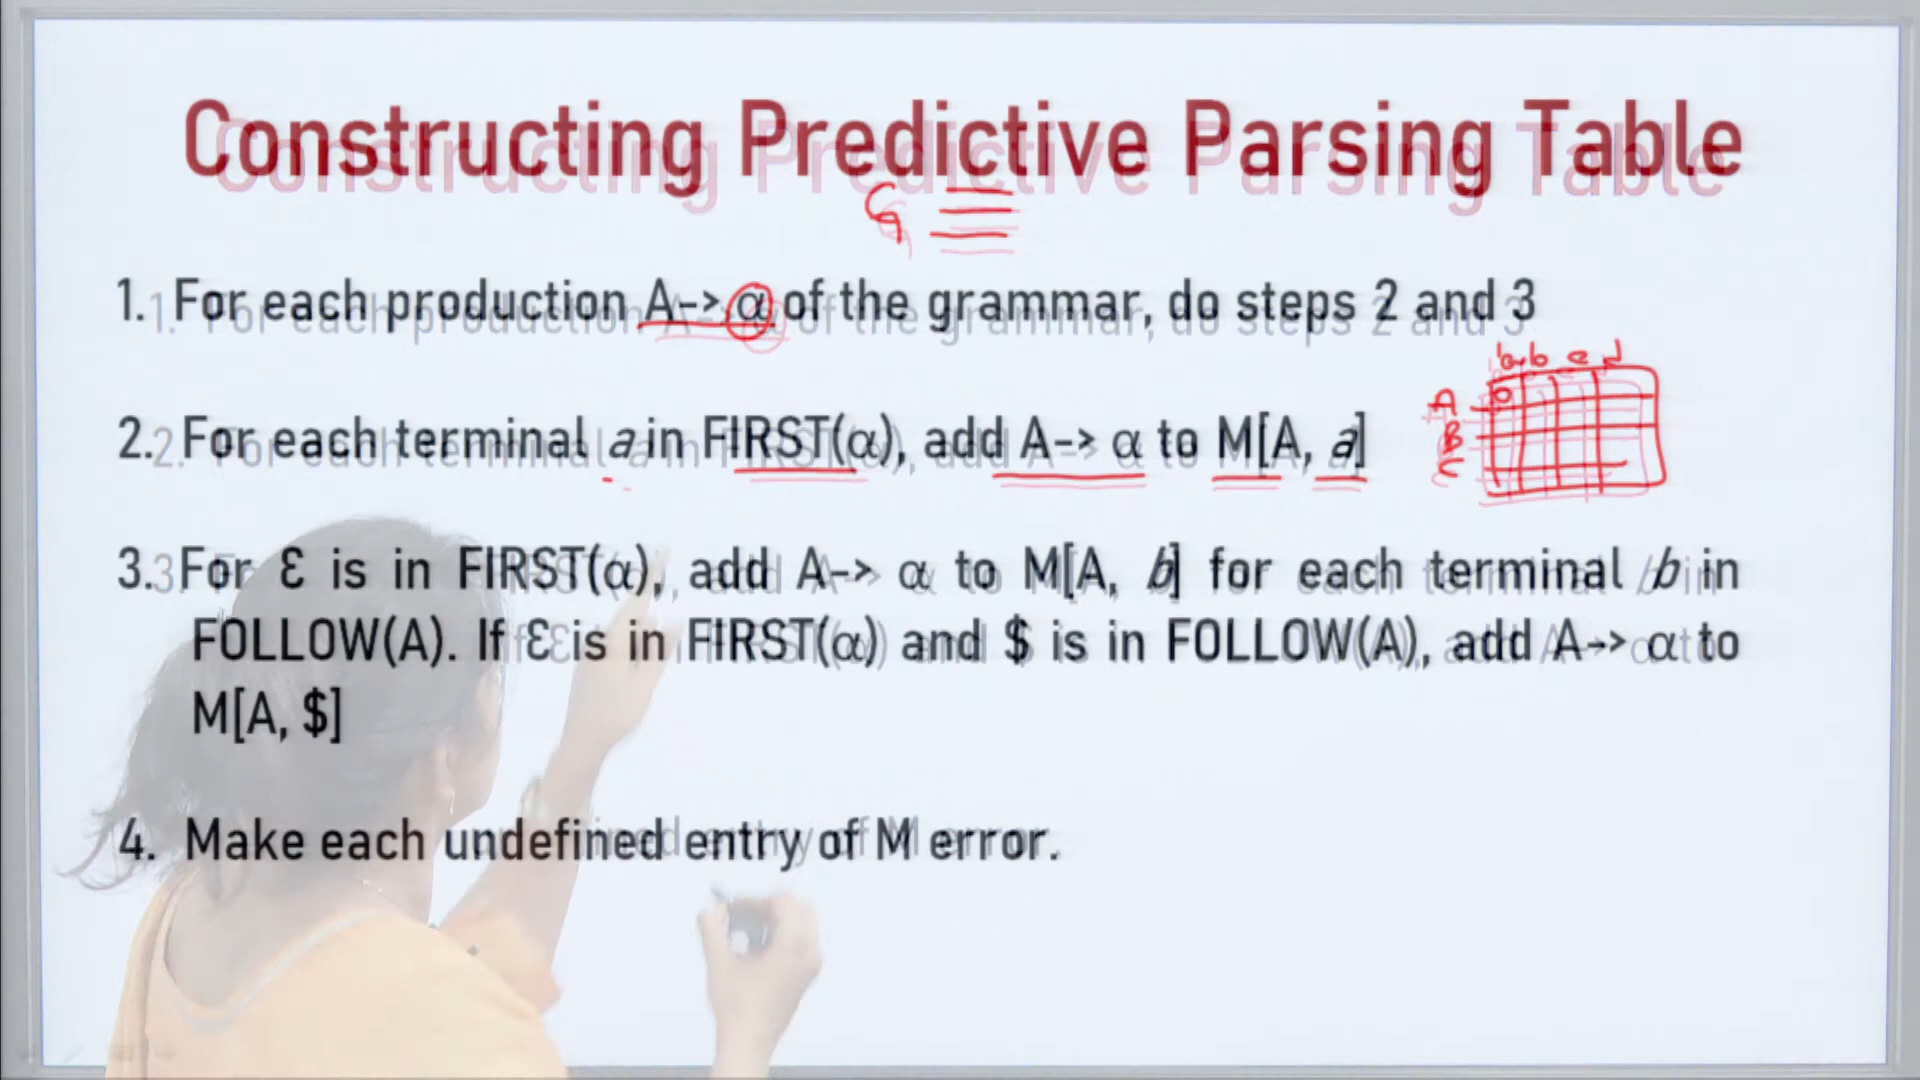 Constructing Predictive Parsing Table
G
1. For each production A-> α of the grammar, do steps 2 and 3
a b c d
A
2. For each terminal a in FIRST(α), add A-> α to M[A, a]
B
C
3. For Ɛ is in FIRST(α), add A-> α to M[A, b] for each terminal b in
FOLLOW(A). If Ɛ is in FIRST(α) and $ is in FOLLOW(A), add A-> α to
M[A, $]
4. Make each undefined entry of M error.